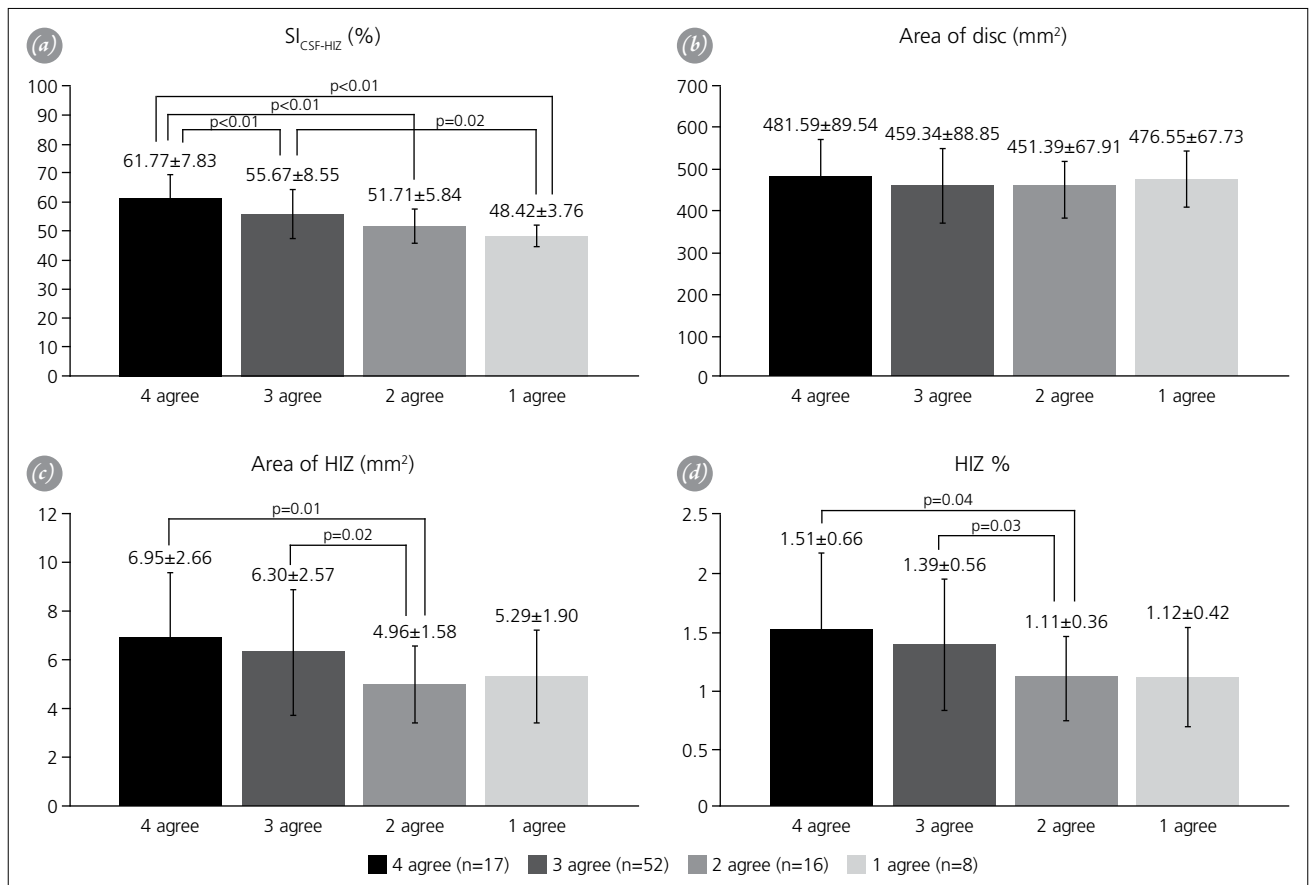 (a)
SI CSF-HIZ (%)
100
90
80
70
60
50
40
30
20
10
0
p<0.01
p<0.01
p<0.01
p=0.02
61.77±7.83
55.67±8.55
51.71±5.84
48.42±3.76
4 agree 3 agree 2 agree 1 agree
(b)
Area of disc (mm²)
700
600
500
400
300
200
100
0
481.59±89.54
459.34±88.85
451.39±67.91
476.55±67.73
4 agree 3 agree 2 agree 1 agree
(c)
Area of HIZ (mm²)
12
10
8
6
4
2
0
p=0.01
p=0.02
6.95±2.66
6.30±2.57
4.96±1.58
5.29±1.90
4 agree 3 agree 2 agree 1 agree
(d)
HIZ %
2.5
2
1.5
1
0.5
0
p=0.04
p=0.03
1.51±0.66
1.39±0.56
1.11±0.36
1.12±0.42
4 agree 3 agree 2 agree 1 agree
4 agree (n=17) 3 agree (n=52) 2 agree (n=16) 1 agree (n=8)